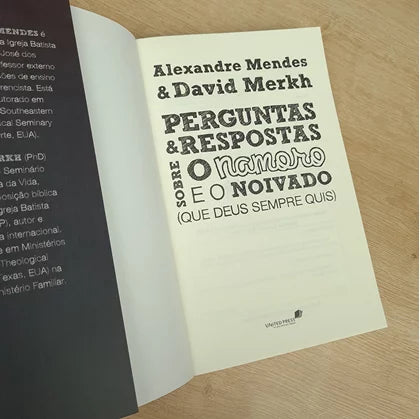 MENDES é
a Igreja Batista
José dos
fessor externo
ões de ensino
rencista. Está
utorado em
Southeastern
cal Seminary
rte, EUA).
RKH (PhD)
Seminário
a da Vida,
posição bíblica
greja Batista
P), autor e
a internacional.
e em Ministérios
Theological
Texas, EUA) na
nistério Familiar.
Alexandre Mendes
& David Merkh
PERGUNTAS
& RESPOSTAS
SOBRE O namoro
E O NOIVADO
(QUE DEUS SEMPRE QUIS)
UNITED PRESS